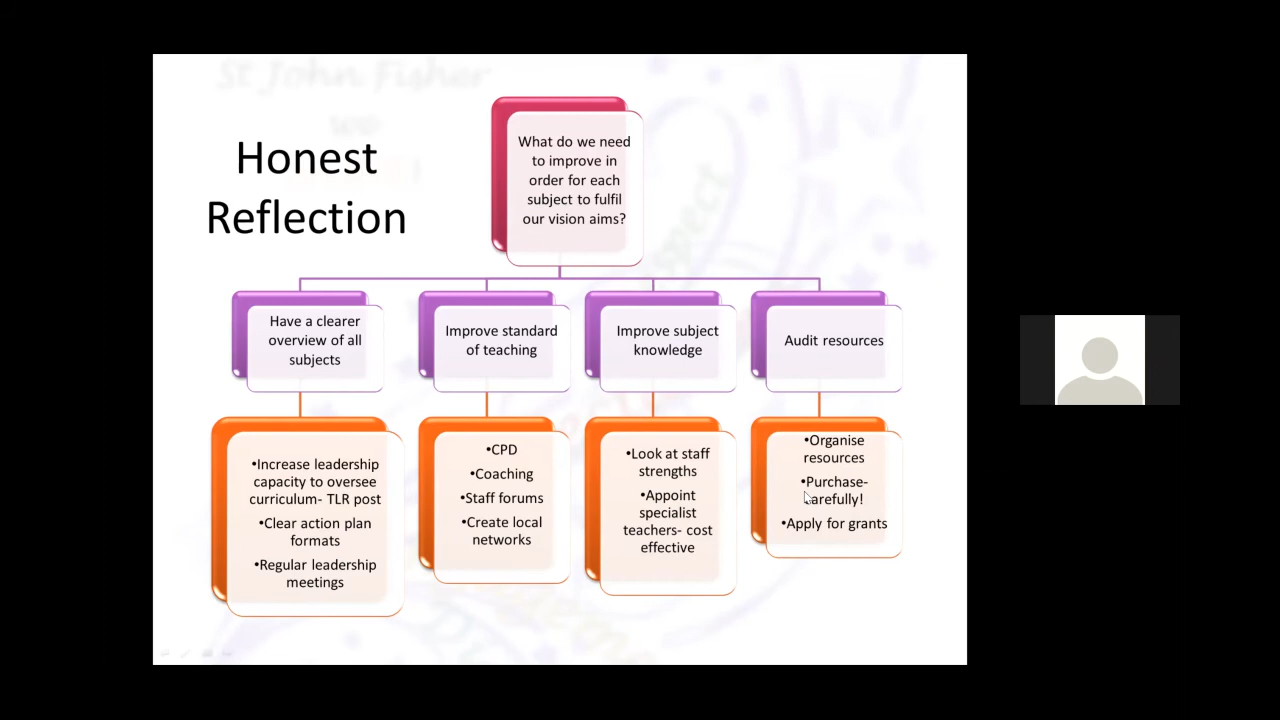 St John Fisher
Honest
Reflection
What do we need
to improve in
order for each
subject to fulfil
our vision aims?
Have a clearer
overview of all
subjects
Improve standard
of teaching
Improve subject
knowledge
Audit resources
•Increase leadership
capacity to oversee
curriculum- TLR post
•Clear action plan
formats
•Regular leadership
meetings
•CPD
•Coaching
•Staff forums
•Create local
networks
•Look at staff
strengths
•Appoint
specialist
teachers- cost
effective
•Organise
resources
•Purchase-
carefully!
•Apply for grants